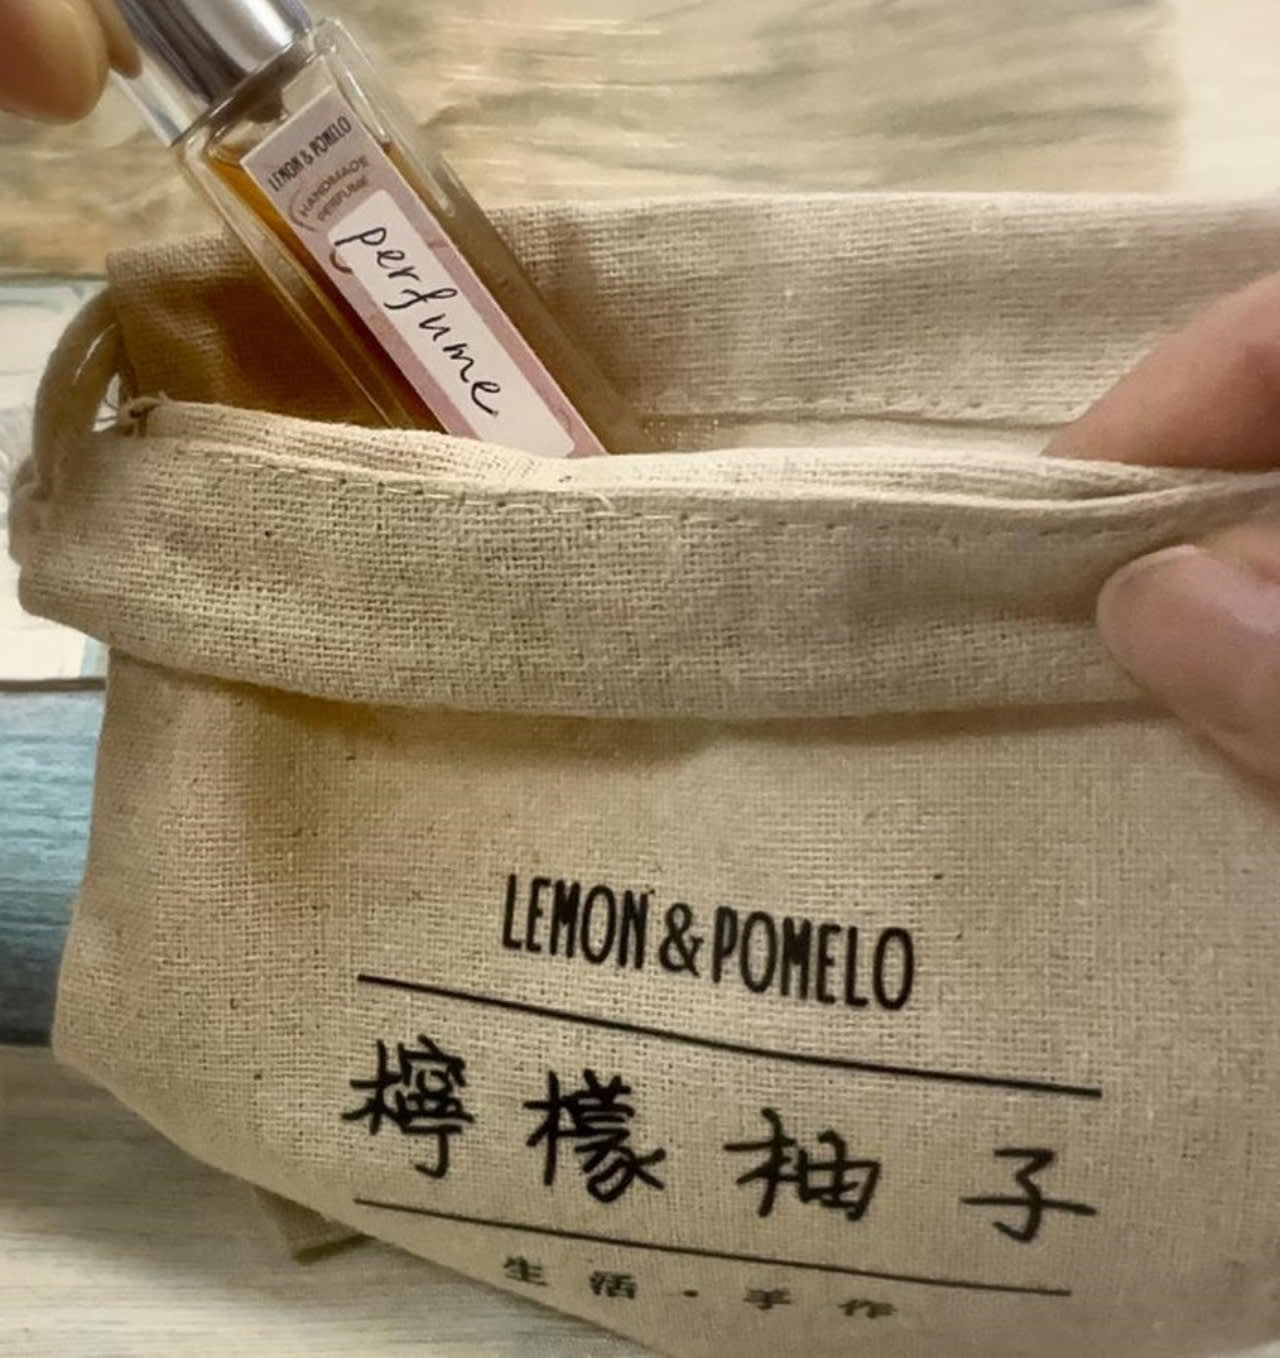 LEMON & POMELO
HANDMADE
PERFUME
perfume
LEMON & POMELO
檸檬柚子
生活・手作